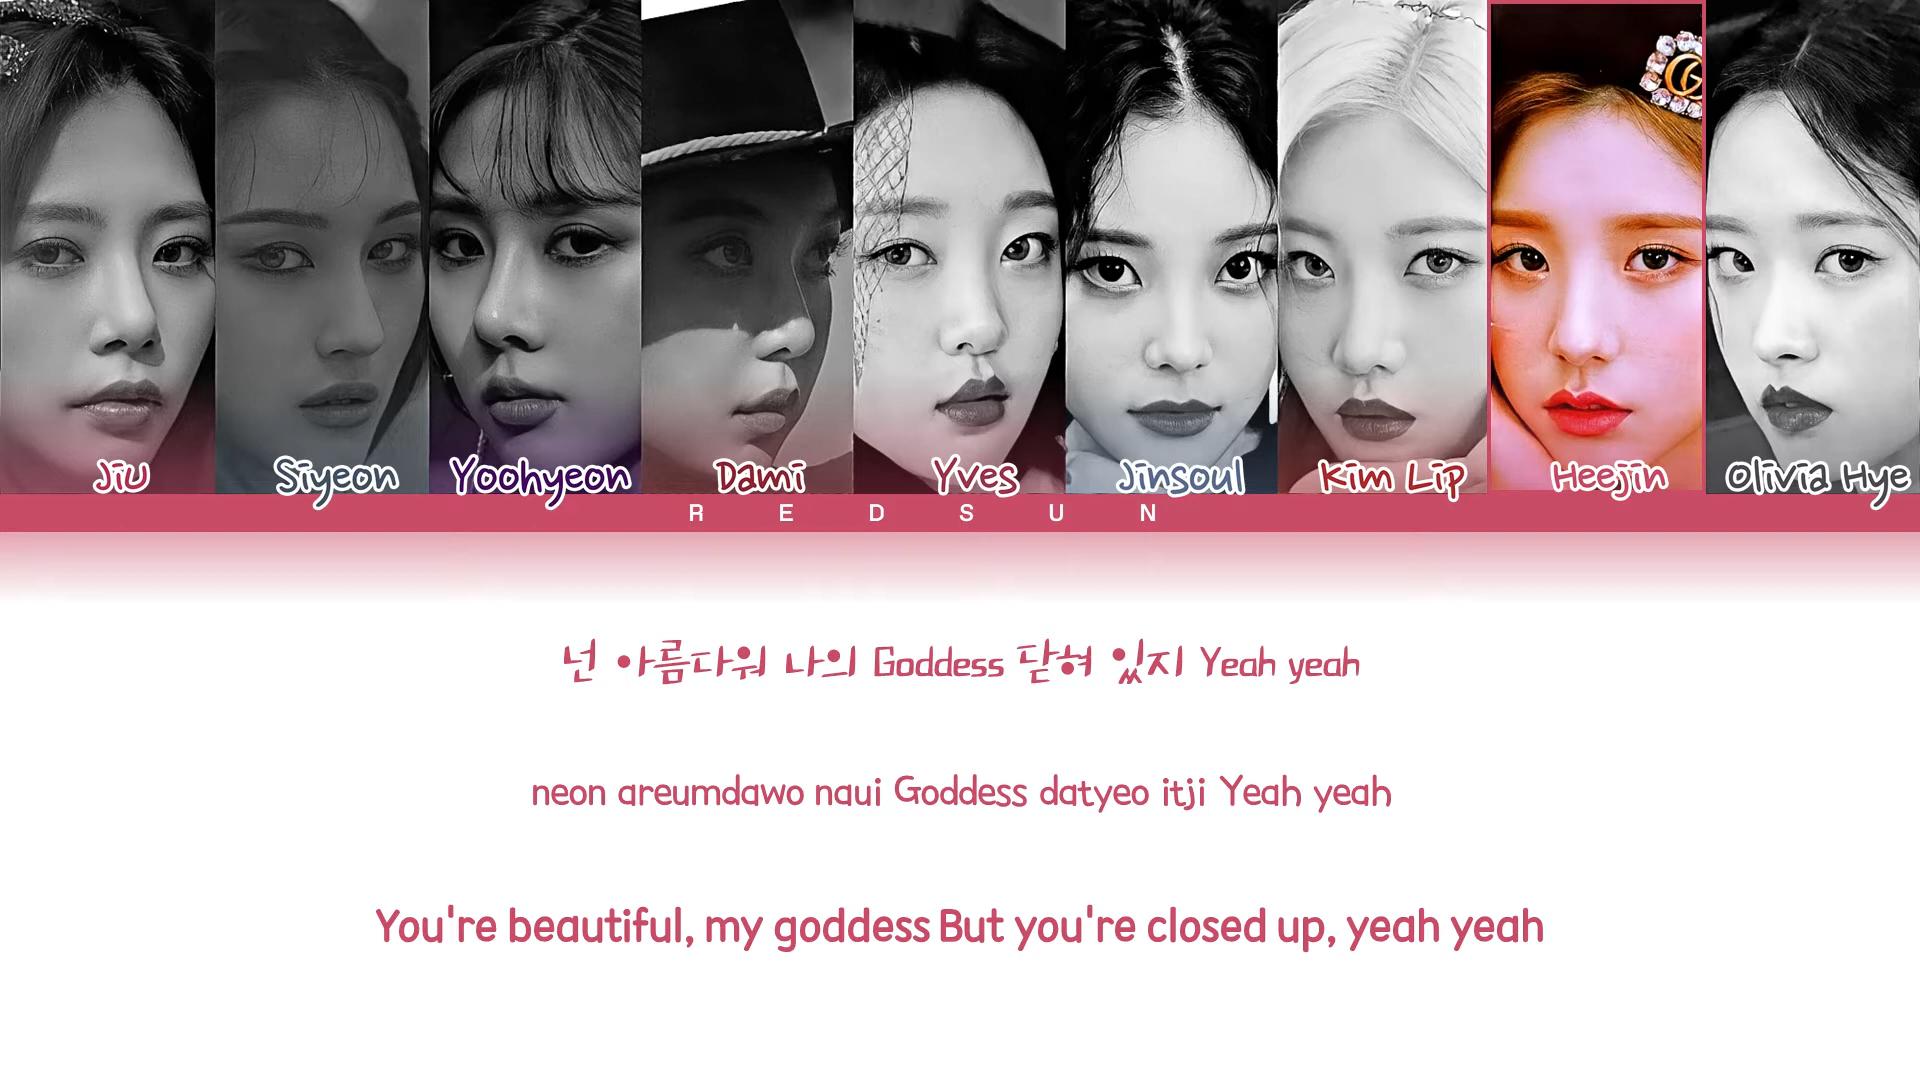 Jiu Siyeon Yoohyeon Dami Yves Jinsoul Kim Lip Heejin Olivia Hye
REDSUN
넌 아름다워 나의 Goddess 닫혀 있지 Yeah yeah
neon areumdawo naui Goddess datyeo itji Yeah yeah
You're beautiful, my goddess But you're closed up, yeah yeah